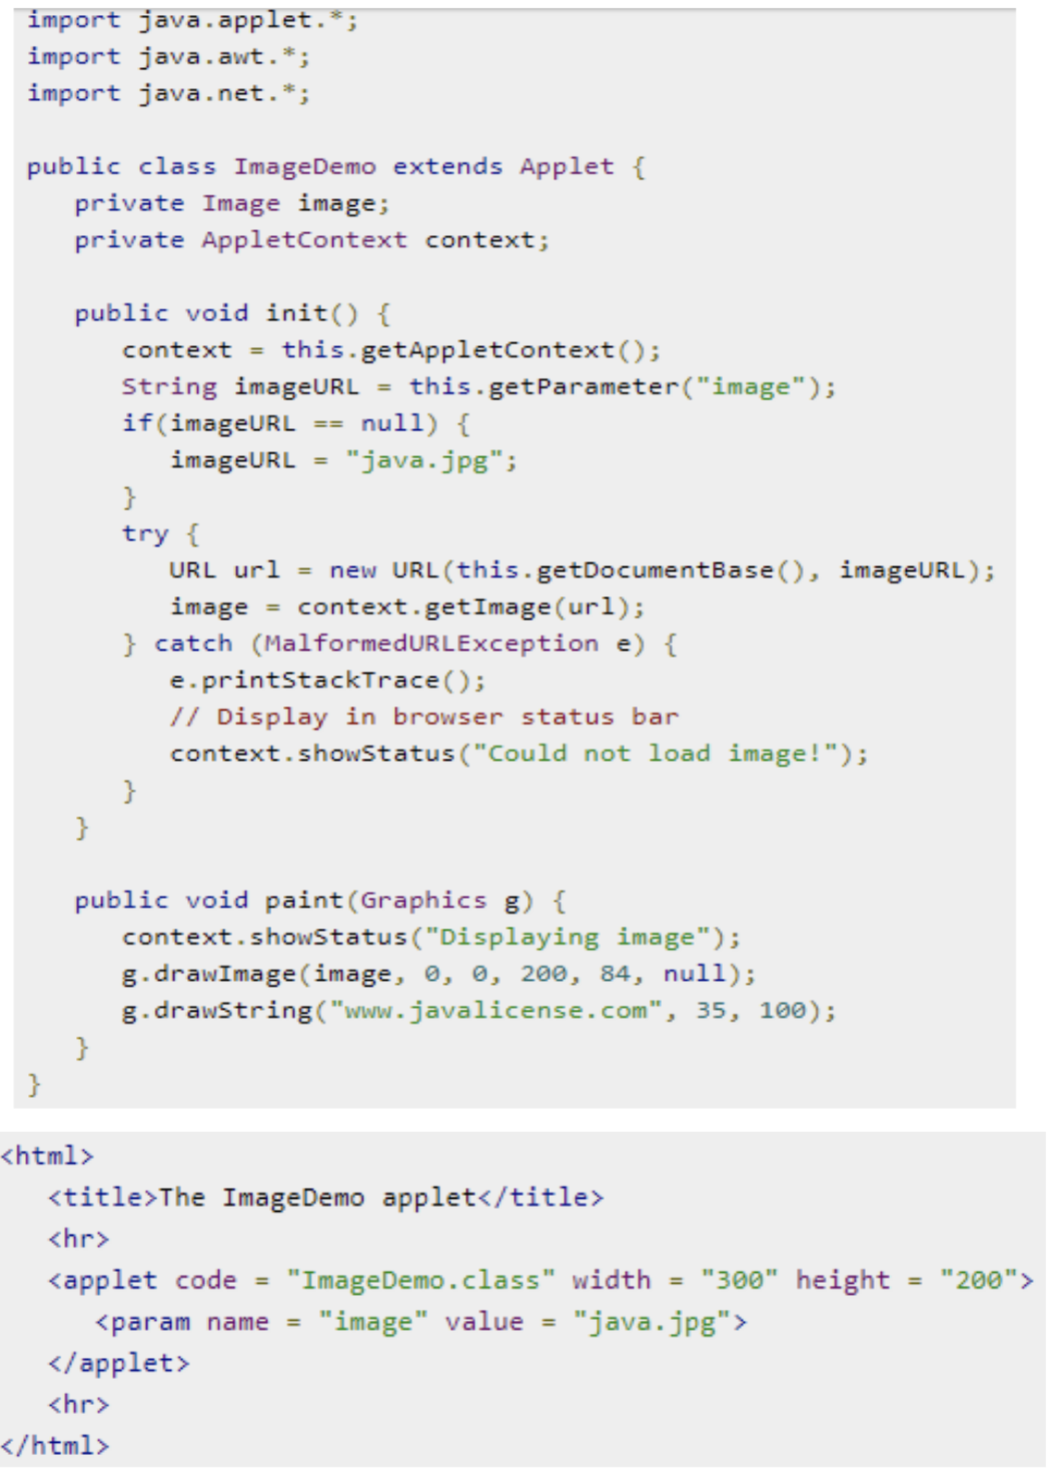 import java.applet.*;
import java.awt.*;
import java.net.*;

public class ImageDemo extends Applet {
   private Image image;
   private AppletContext context;

   public void init() {
      context = this.getAppletContext();
      String imageURL = this.getParameter("image");
      if(imageURL == null) {
         imageURL = "java.jpg";
      }
      try {
         URL url = new URL(this.getDocumentBase(), imageURL);
         image = context.getImage(url);
      } catch (MalformedURLException e) {
         e.printStackTrace();
         // Display in browser status bar
         context.showStatus("Could not load image!");
      }
   }

   public void paint(Graphics g) {
      context.showStatus("Displaying image");
      g.drawImage(image, 0, 0, 200, 84, null);
      g.drawString("www.javalicense.com", 35, 100);
   }
}
<html>
   <title>The ImageDemo applet</title>
   <hr>
   <applet code = "ImageDemo.class" width = "300" height = "200">
      <param name = "image" value = "java.jpg">
   </applet>
   <hr>
</html>